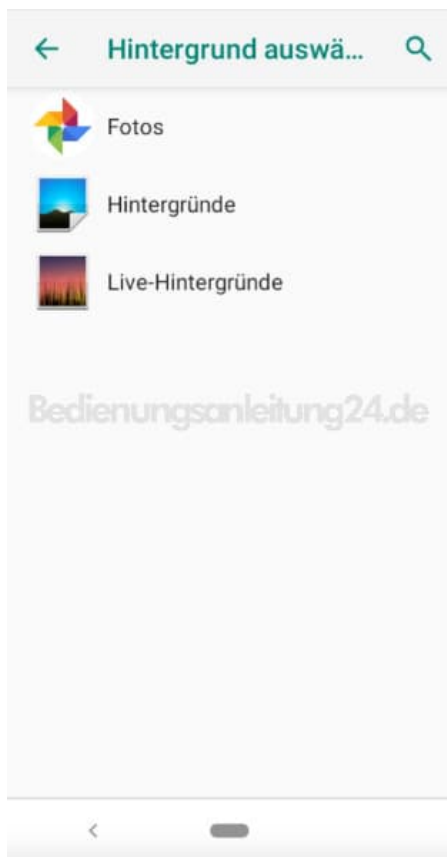 Hintergrund auswä...
Fotos
Hintergründe
Live-Hintergründe
Bedienungsanleitung24.de